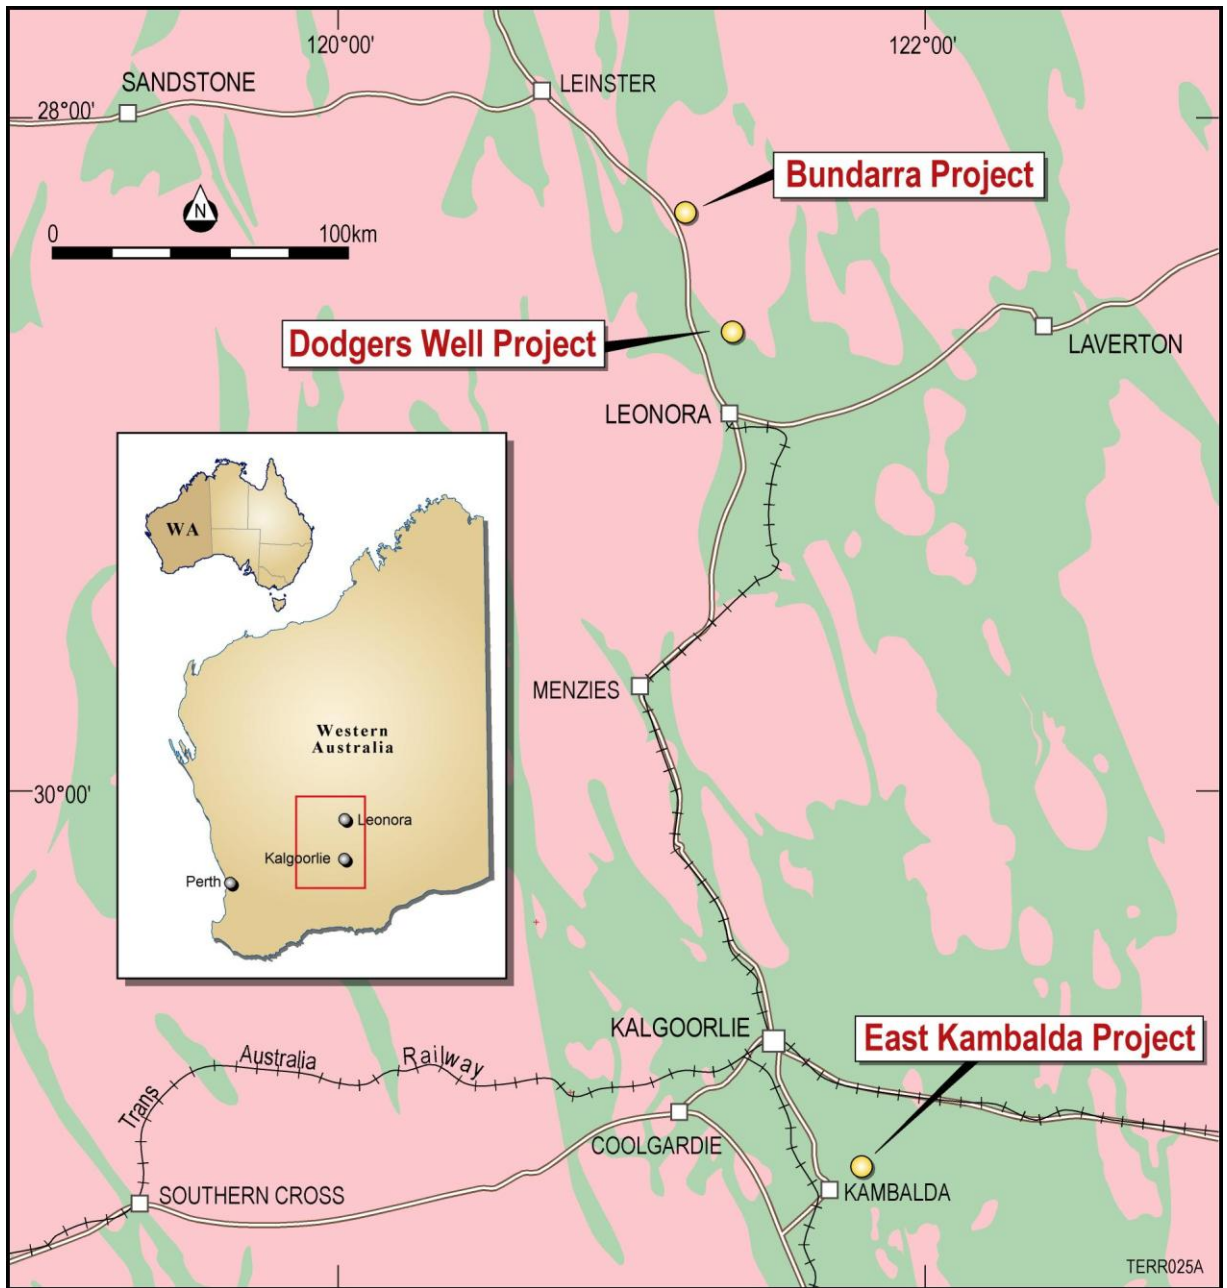 120°00'
122°00'
SANDSTONE
LEINSTER
28°00'
Bundarra Project
N
0
100km
Dodgers Well Project
LAVERTON
LEONORA
WA
MENZIES
Western
Australia
30°00'
Leonora
Kalgoorlie
Perth
KALGOORLIE
East Kambalda Project
Trans Australia Railway
COOLGARDIE
SOUTHERN CROSS
KAMBALDA
TERR025A